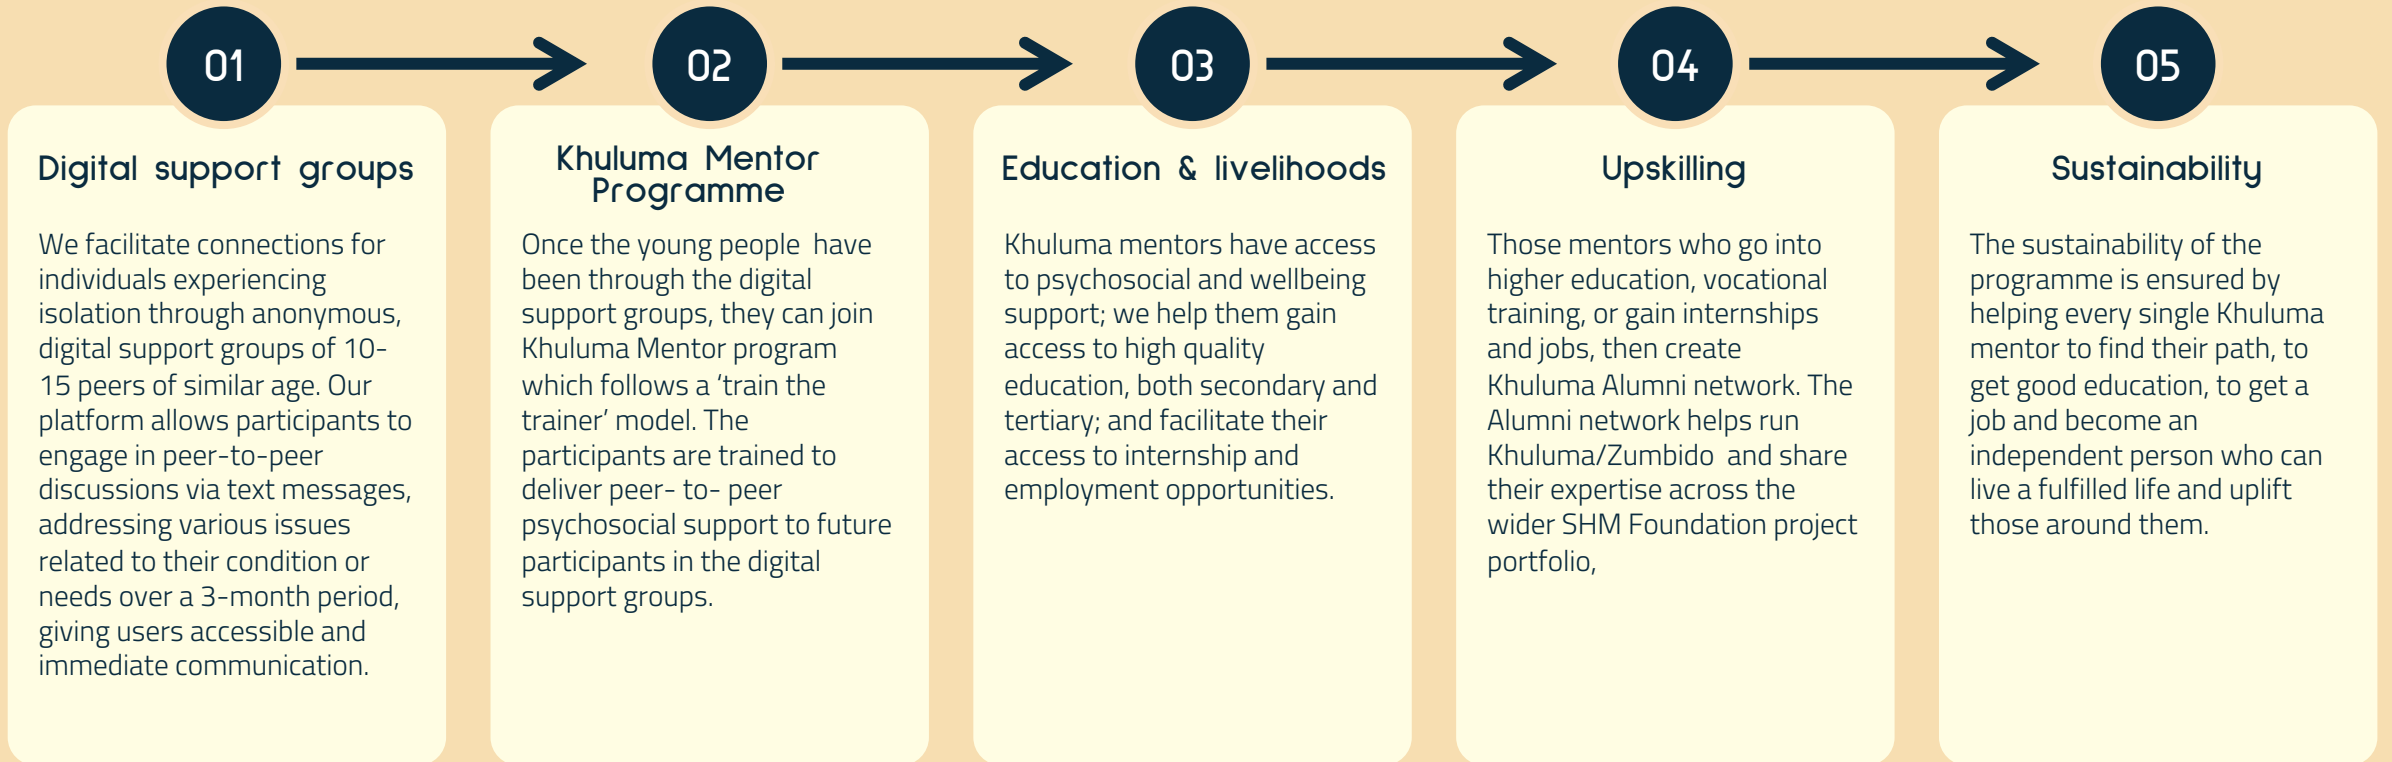 01
Digital support groups
We facilitate connections for
individuals experiencing
isolation through anonymous,
digital support groups of 10-
15 peers of similar age. Our
platform allows participants to
engage in peer-to-peer
discussions via text messages,
addressing various issues
related to their condition or
needs over a 3-month period,
giving users accessible and
immediate communication.
02
Khuluma Mentor
Programme
Once the young people have
been through the digital
support groups, they can join
Khuluma Mentor program
which follows a ‘train the
trainer’ model. The
participants are trained to
deliver peer- to- peer
psychosocial support to future
participants in the digital
support groups.
03
Education & livelihoods
Khuluma mentors have access
to psychosocial and wellbeing
support; we help them gain
access to high quality
education, both secondary and
tertiary; and facilitate their
access to internship and
employment opportunities.
04
Upskilling
Those mentors who go into
higher education, vocational
training, or gain internships
and jobs, then create
Khuluma Alumni network. The
Alumni network helps run
Khuluma/Zumbido and share
their expertise across the
wider SHM Foundation project
portfolio,
05
Sustainability
The sustainability of the
programme is ensured by
helping every single Khuluma
mentor to find their path, to
get good education, to get a
job and become an
independent person who can
live a fulfilled life and uplift
those around them.